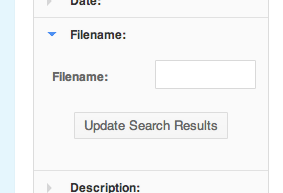 Date:
Filename:
Filename:
Update Search Results
Description: